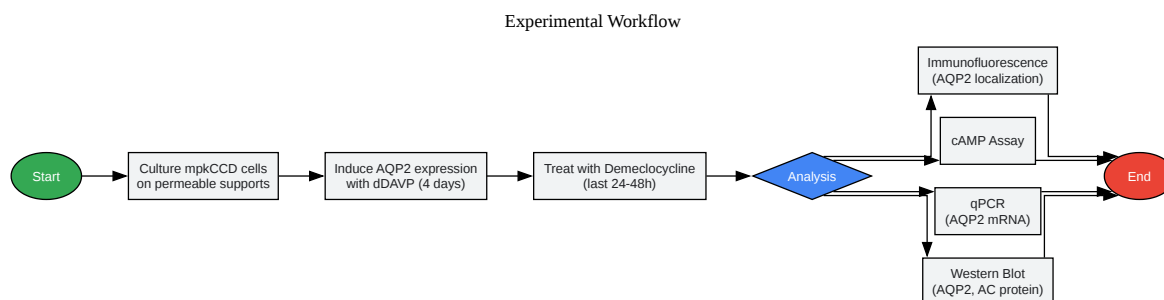 Experimental Workflow
Start
Culture mpkCCD cells
on permeable supports
Induce AQP2 expression
with dDAVP (4 days)
Treat with Demeclocycline
(last 24-48h)
Analysis
Immunofluorescence
(AQP2 localization)
cAMP Assay
qPCR
(AQP2 mRNA)
Western Blot
(AQP2, AC protein)
End